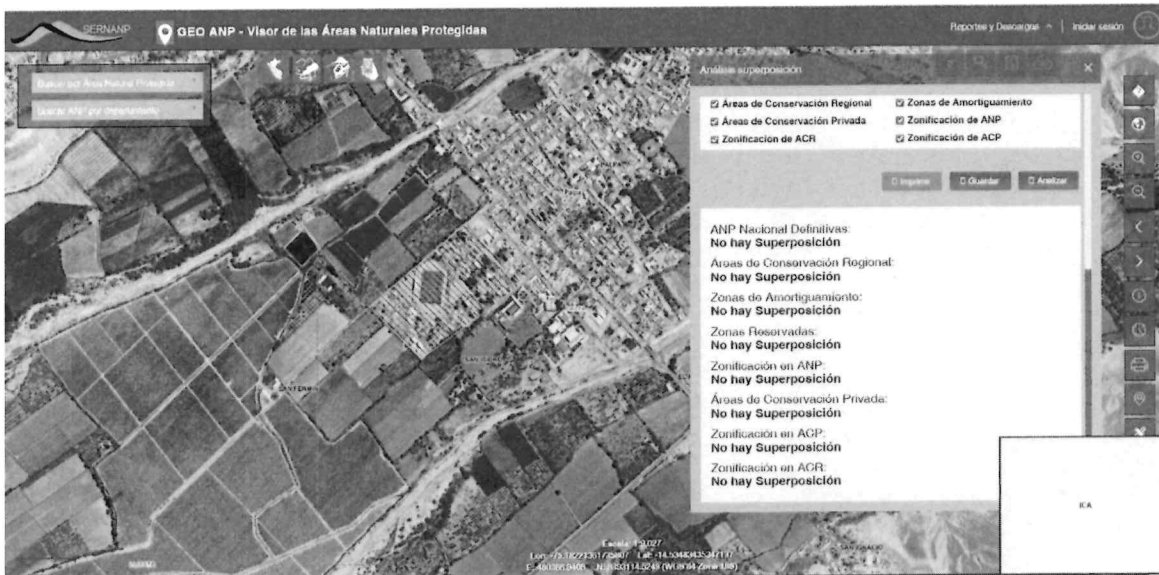 SERNANP
GEO ANP - Visor de las Áreas Naturales Protegidas
Reportes y Descargas
Iniciar sesión
Buscar por Área Natural Protegida
Buscar ANP por departamento
Análisis superposición
Áreas de Conservación Regional
Zonas de Amortiguamiento
Áreas de Conservación Privada
Zonificación de ANP
Zonificacion de ACR
Zonificación de ACP
Imprimir
Guardar
Analizar
ANP Nacional Definitivas:
No hay Superposición
Áreas de Conservación Regional:
No hay Superposición
Zonas de Amortiguamiento:
No hay Superposición
Zonas Reservadas:
No hay Superposición
Zonificación en ANP:
No hay Superposición
Áreas de Conservación Privada:
No hay Superposición
Zonificación en ACP:
No hay Superposición
Zonificación en ACR:
No hay Superposición
SAN IGNACIO
ICA